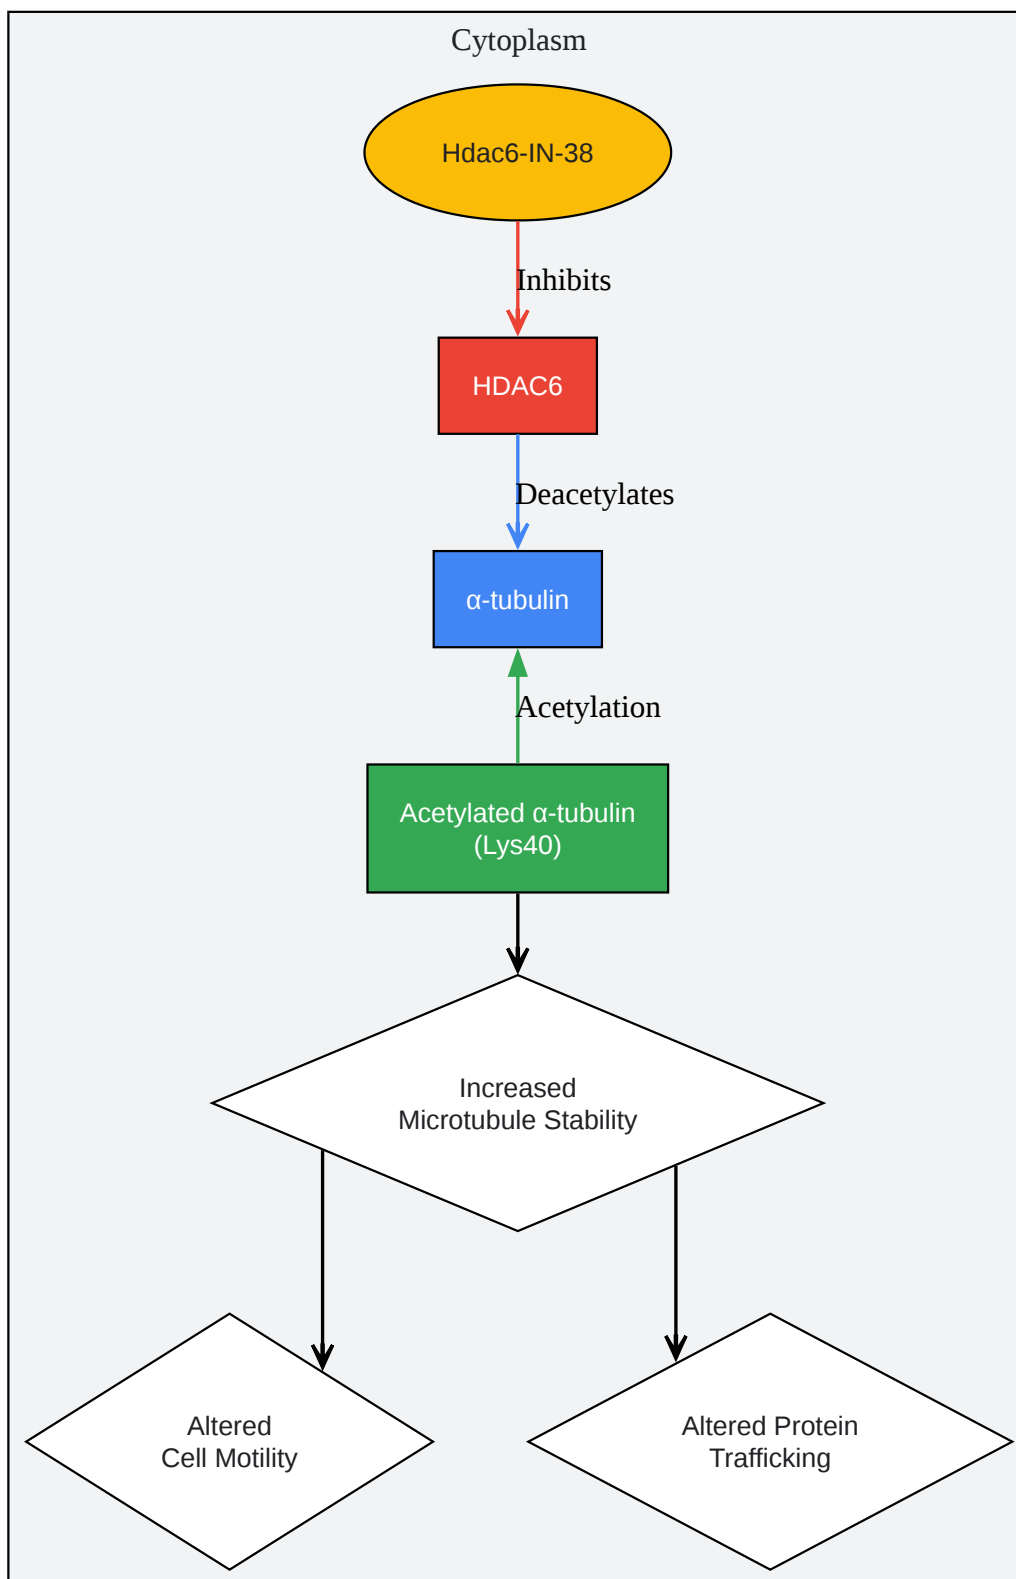 Cytoplasm
Hdac6-IN-38
Inhibits
HDAC6
Deacetylates
α-tubulin
Acetylation
Acetylated α-tubulin
(Lys40)
Increased
Microtubule Stability
Altered
Cell Motility
Altered Protein
Trafficking